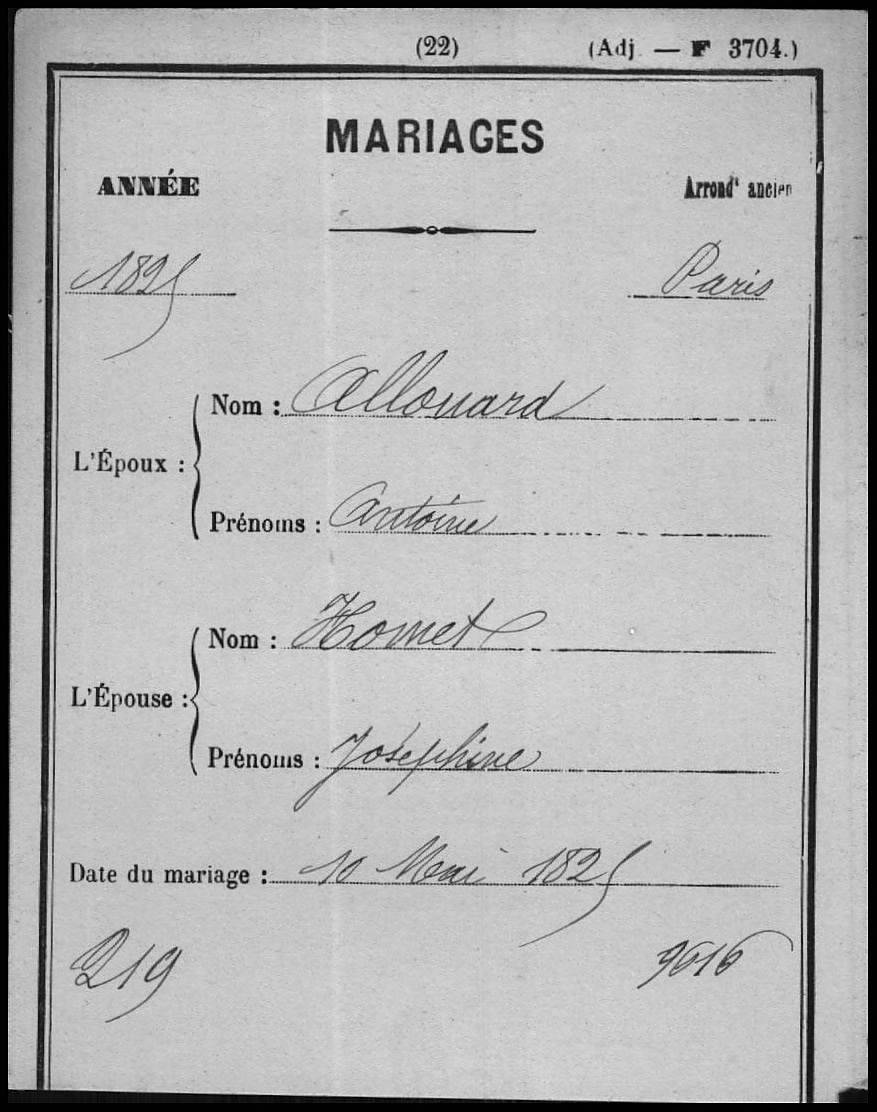 (22) (Adj. — F 3704.)
MARIAGES
ANNÉE Arrondt ancien
1825 Paris
Nom : Allouard
L'Époux :
Prénoms : Antoine
Nom : Homet
L'Épouse :
Prénoms : Joséphine
Date du mariage : 10 Mai 1825
219 9616